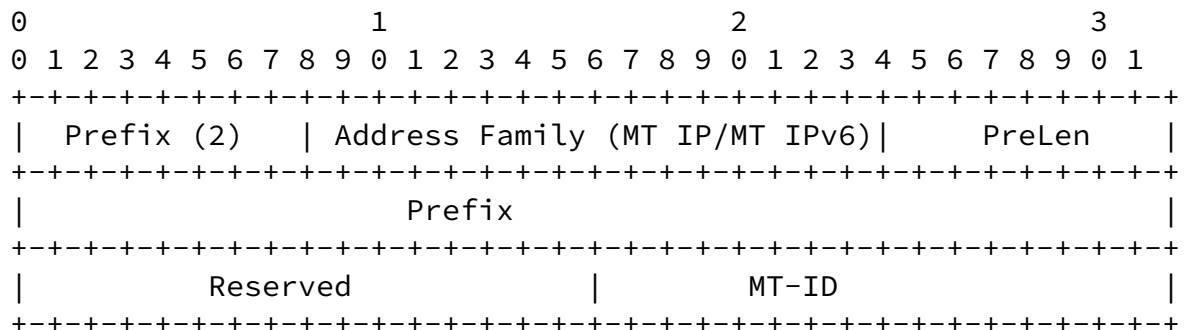 0                   1                   2                   3
0 1 2 3 4 5 6 7 8 9 0 1 2 3 4 5 6 7 8 9 0 1 2 3 4 5 6 7 8 9 0 1
+-+-+-+-+-+-+-+-+-+-+-+-+-+-+-+-+-+-+-+-+-+-+-+-+-+-+-+-+-+-+-+-+
|  Prefix (2)   | Address Family (MT IP/MT IPv6)|     PreLen    |
+-+-+-+-+-+-+-+-+-+-+-+-+-+-+-+-+-+-+-+-+-+-+-+-+-+-+-+-+-+-+-+-+
|                     Prefix                                    |
+-+-+-+-+-+-+-+-+-+-+-+-+-+-+-+-+-+-+-+-+-+-+-+-+-+-+-+-+-+-+-+-+
|          Reserved             |        MT-ID                  |
+-+-+-+-+-+-+-+-+-+-+-+-+-+-+-+-+-+-+-+-+-+-+-+-+-+-+-+-+-+-+-+-+